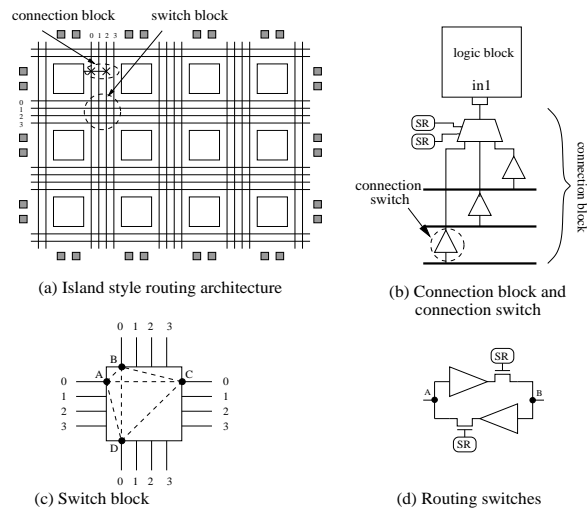 connection block
switch block
0 1 2 3
0
1
2
3
(a) Island style routing architecture
logic block
in1
SR
SR
connection
switch
connection block
(b) Connection block and
connection switch
0 1 2 3
B
A
C
0 0
1 1
2 2
3 3
D
0 1 2 3
(c) Switch block
SR
A
B
SR
(d) Routing switches